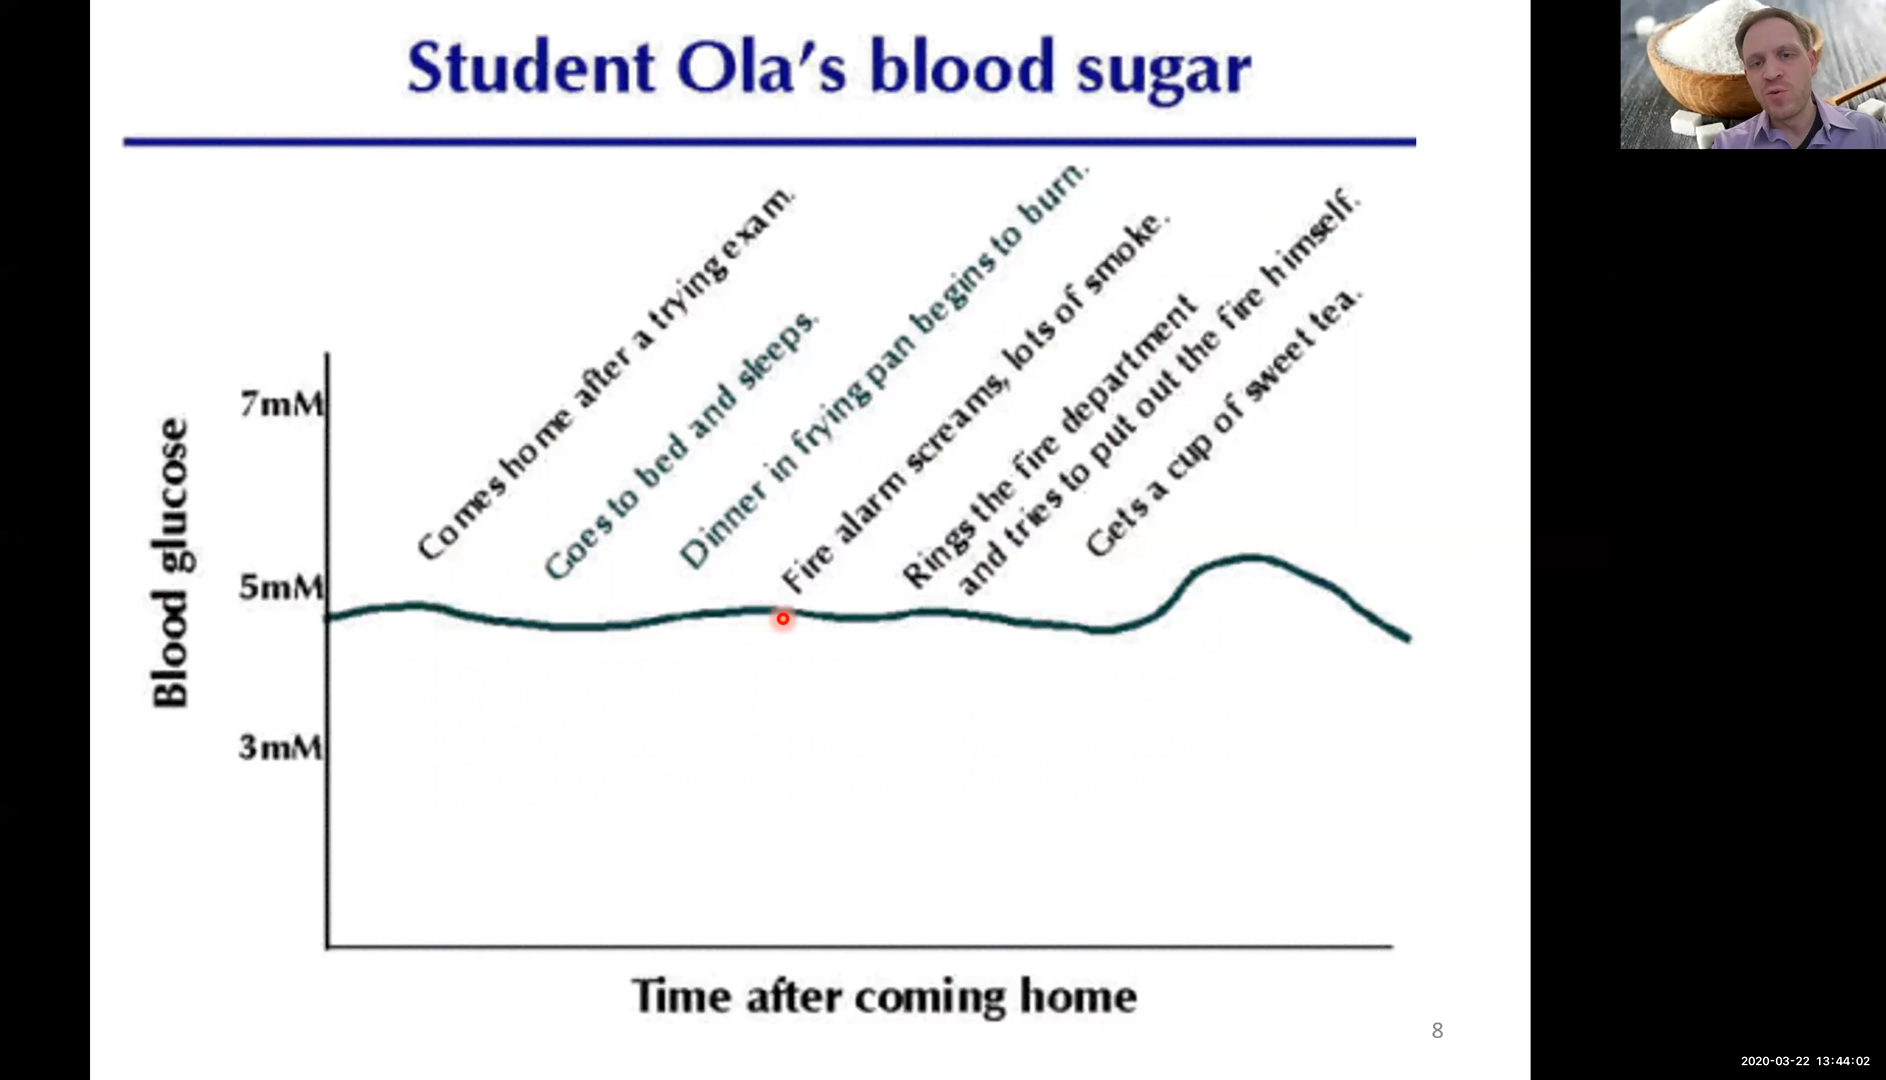 Student Ola's blood sugar
Comes home after a trying exam.
Goes to bed and sleeps.
Dinner in frying pan begins to burn.
Fire alarm screams, lots of smoke.
Rings the fire department
and tries to put out the fire himself.
Gets a cup of sweet tea.
Blood glucose
7mM
5mM
3mM
Time after coming home
8
2020-03-22 13:44:02